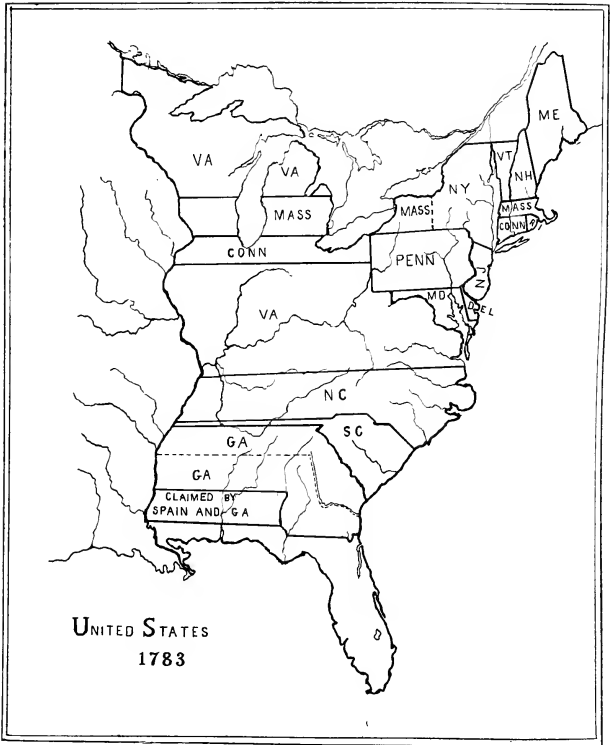 ME
VA
VA
VT
NH
NY
MASS
MASS
MASS
CONN
CONN
PENN
NJ
MD
DEL
VA
NC
SC
GA
GA
CLAIMED BY
SPAIN AND GA
UNITED STATES
1783